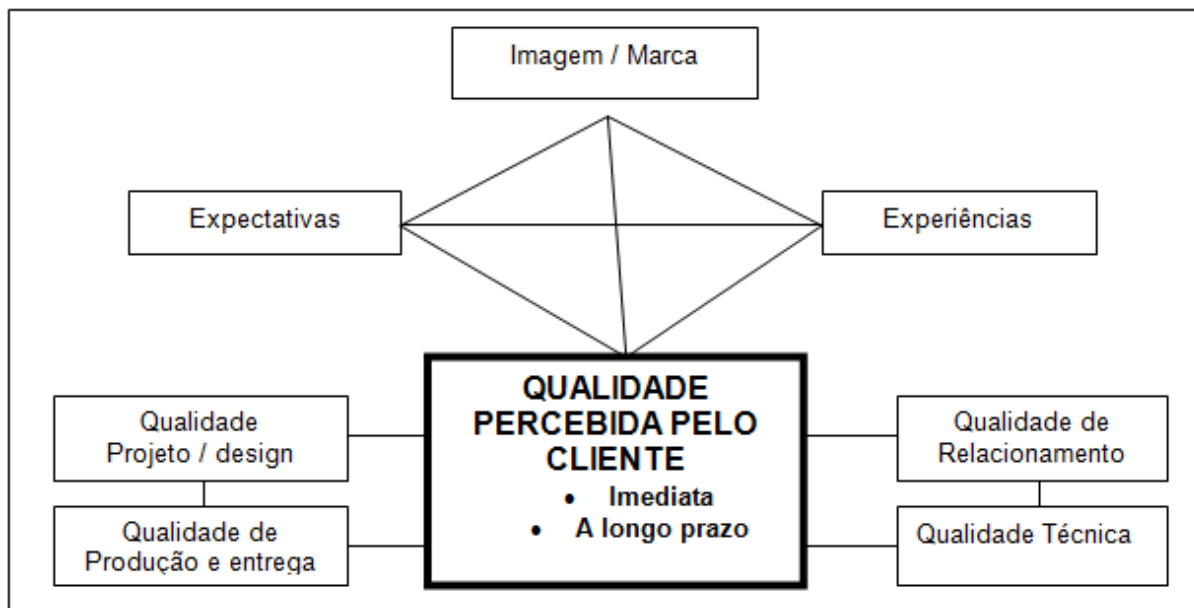 Imagem / Marca
Expectativas
Experiências
QUALIDADE
PERCEBIDA PELO
CLIENTE
• Imediata
• A longo prazo
Qualidade
Projeto / design
Qualidade de
Produção e entrega
Qualidade de
Relacionamento
Qualidade Técnica